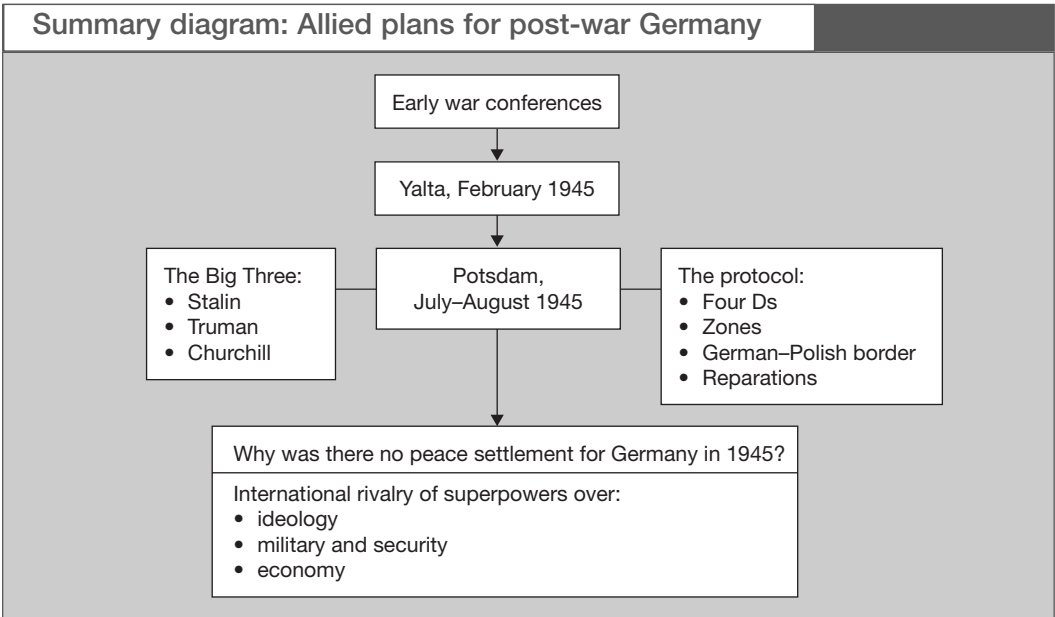 Summary diagram: Allied plans for post-war Germany
Early war conferences
Yalta, February 1945
The Big Three:
• Stalin
• Truman
• Churchill
Potsdam,
July–August 1945
The protocol:
• Four Ds
• Zones
• German–Polish border
• Reparations
Why was there no peace settlement for Germany in 1945?
International rivalry of superpowers over:
• ideology
• military and security
• economy